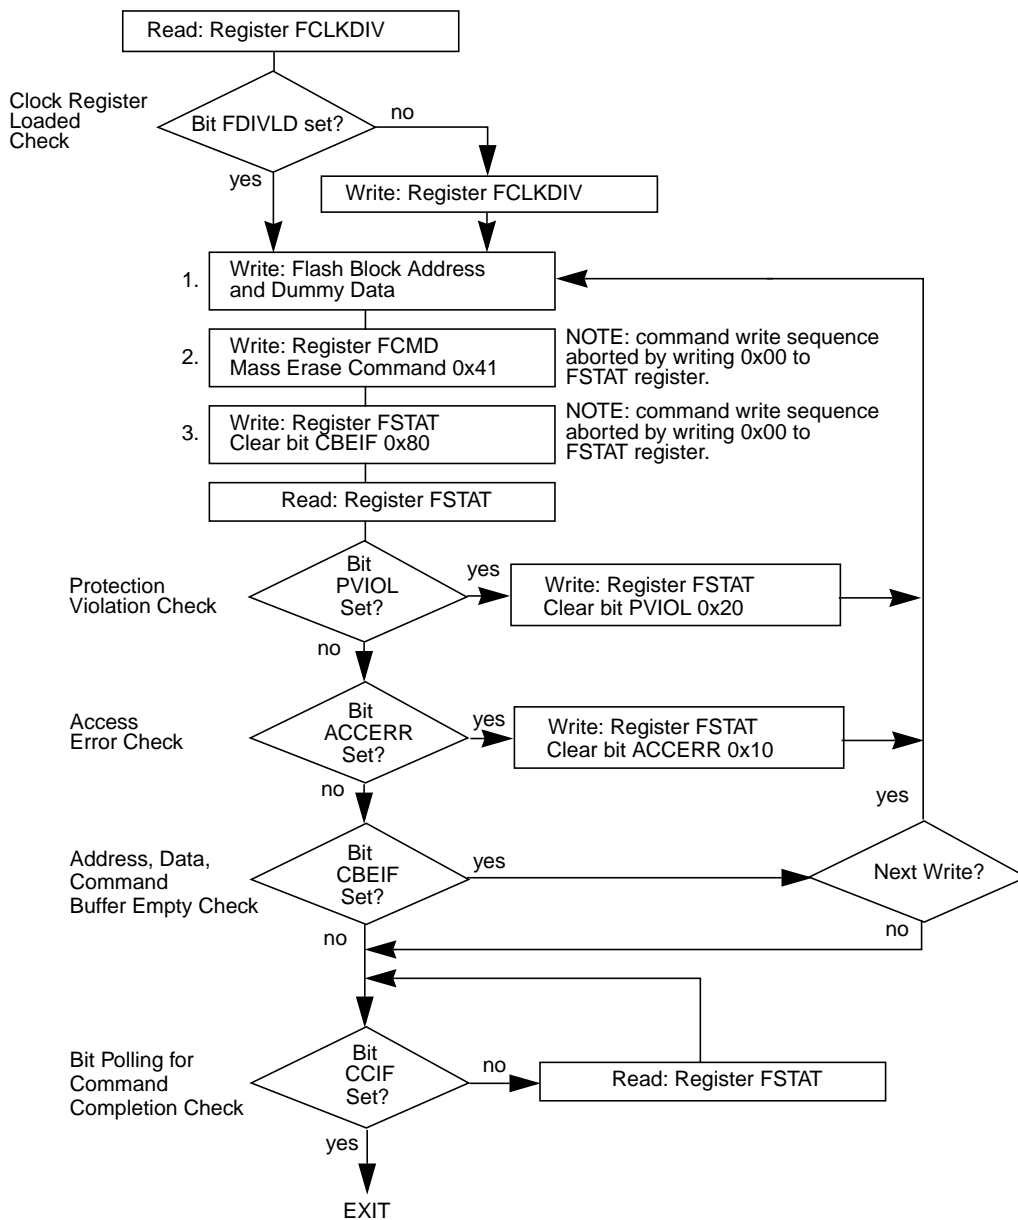 Read: Register FCLKDIV
Clock Register
Loaded
Check
Bit FDIVLD set?
no
yes
Write: Register FCLKDIV
1.
Write: Flash Block Address
and Dummy Data
2.
Write: Register FCMD
Mass Erase Command 0x41
NOTE: command write sequence
aborted by writing 0x00 to
FSTAT register.
3.
Write: Register FSTAT
Clear bit CBEIF 0x80
NOTE: command write sequence
aborted by writing 0x00 to
FSTAT register.
Read: Register FSTAT
Protection
Violation Check
Bit
PVIOL
Set?
yes
Write: Register FSTAT
Clear bit PVIOL 0x20
no
Access
Error Check
Bit
ACCERR
Set?
yes
Write: Register FSTAT
Clear bit ACCERR 0x10
no
yes
Address, Data,
Command
Buffer Empty Check
Bit
CBEIF
Set?
yes
Next Write?
no
no
Bit Polling for
Command
Completion Check
Bit
CCIF
Set?
no
Read: Register FSTAT
yes
EXIT